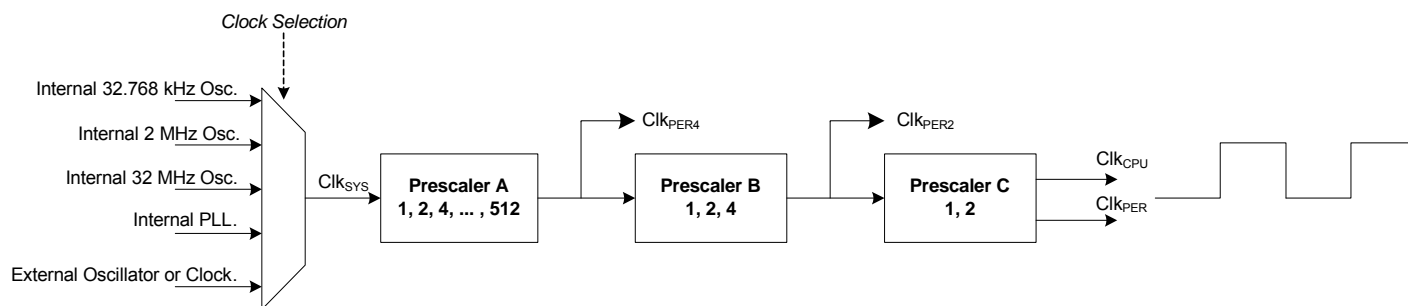 Clock Selection
Internal 32.768 kHz Osc.
Internal 2 MHz Osc.
Internal 32 MHz Osc.
Internal PLL.
External Oscillator or Clock.
ClkSYS
Prescaler A
1, 2, 4, ... , 512
ClkPER4
Prescaler B
1, 2, 4
ClkPER2
Prescaler C
1, 2
ClkCPU
ClkPER